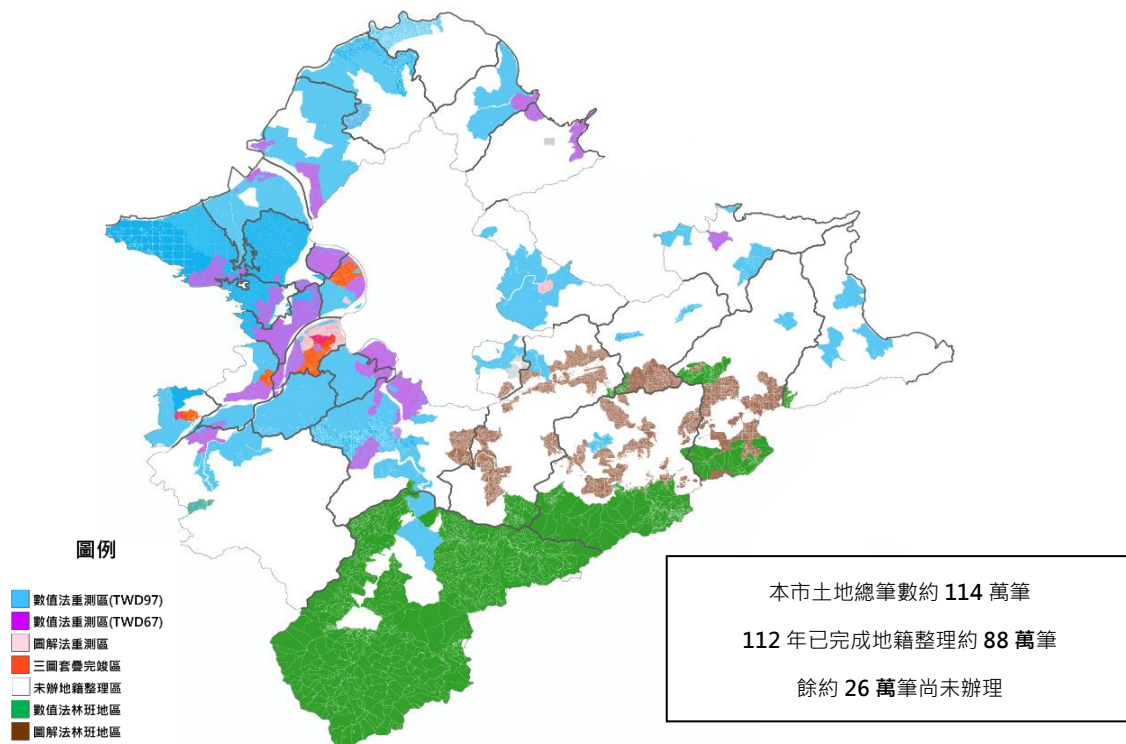 圖例
數值法重測區(TWD97)
數值法重測區(TWD67)
圖解法重測區
三圖套疊完竣區
未辦地籍整理區
數值法林班地區
圖解法林班地區
本市土地總筆數約 114 萬筆
112 年已完成地籍整理約 88 萬筆
餘約 26 萬筆尚未辦理